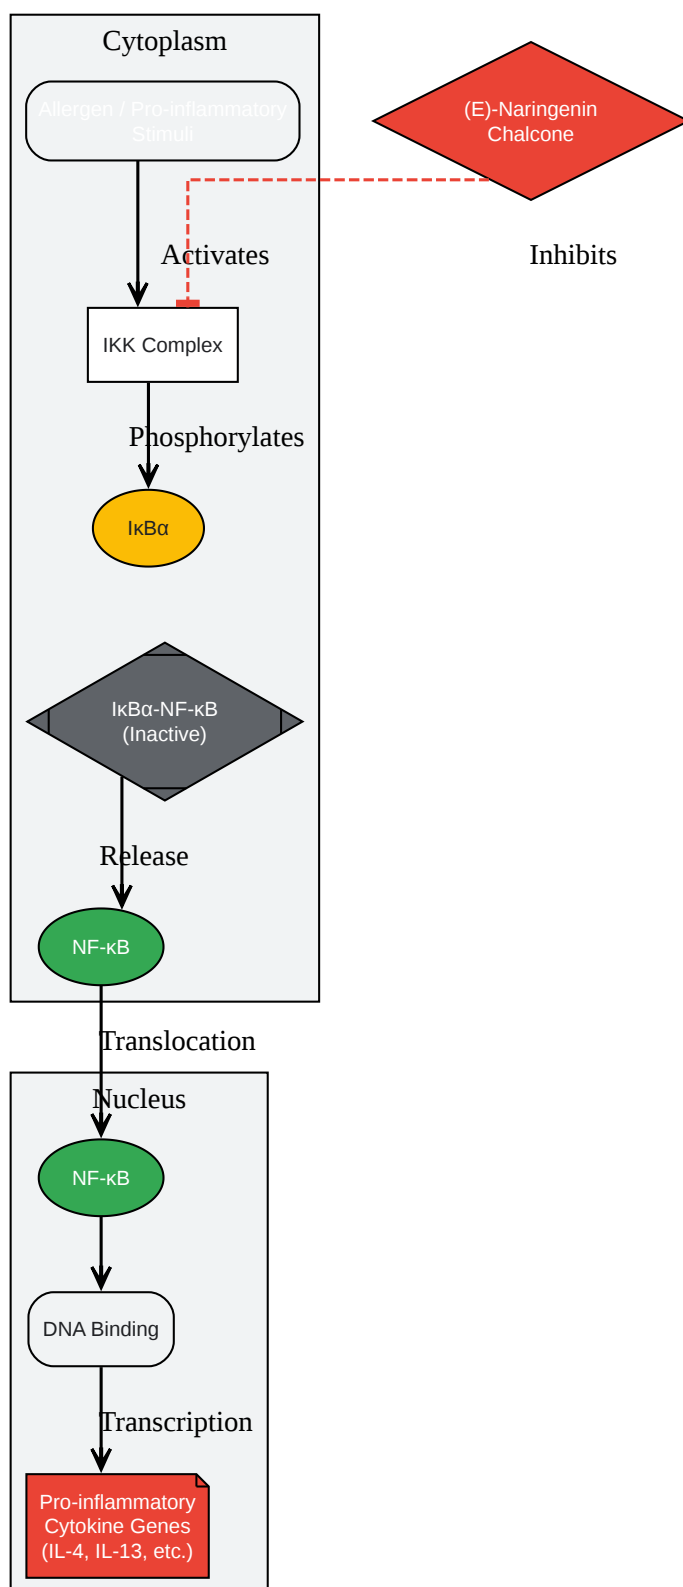 Cytoplasm
Allergen / Pro-inflammatory
Stimuli
(E)-Naringenin
Chalcone
Activates
Inhibits
IKK Complex
Phosphorylates
IκBα
IκBα-NF-κB
(Inactive)
Release
NF-κB
Translocation
Nucleus
NF-κB
DNA Binding
Transcription
Pro-inflammatory
Cytokine Genes
(IL-4, IL-13, etc.)